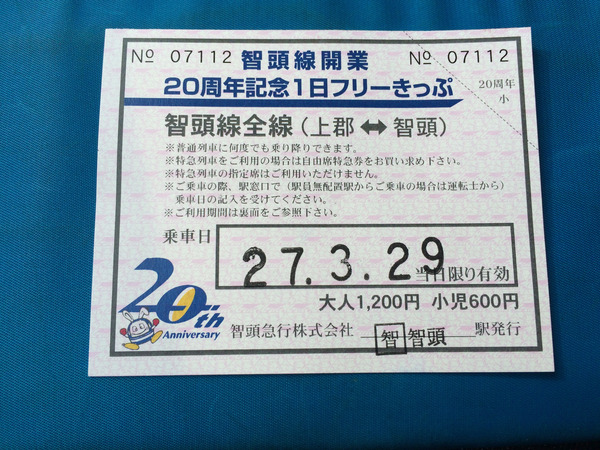 No 07112 智頭線開業 No 07112
20周年記念1日フリーきっぷ
20周年
小
智頭線全線(上郡⬌智頭)
※普通列車に何度でも乗り降りできます。
※特急列車をご利用の場合は自由席特急券をお買い求め下さい。
※特急列車の指定席はご利用いただけません。
※ご乗車の際、駅窓口で(駅員無配置駅からご乗車の場合は運転士から)
乗車日の記入を受けてください。
※ご利用期間は裏面をご参照下さい。
乗車日
27.3.29
当日限り有効
大人1,200円 小児600円
20th
Anniversary
智頭急行株式会社 智 智頭 駅発行